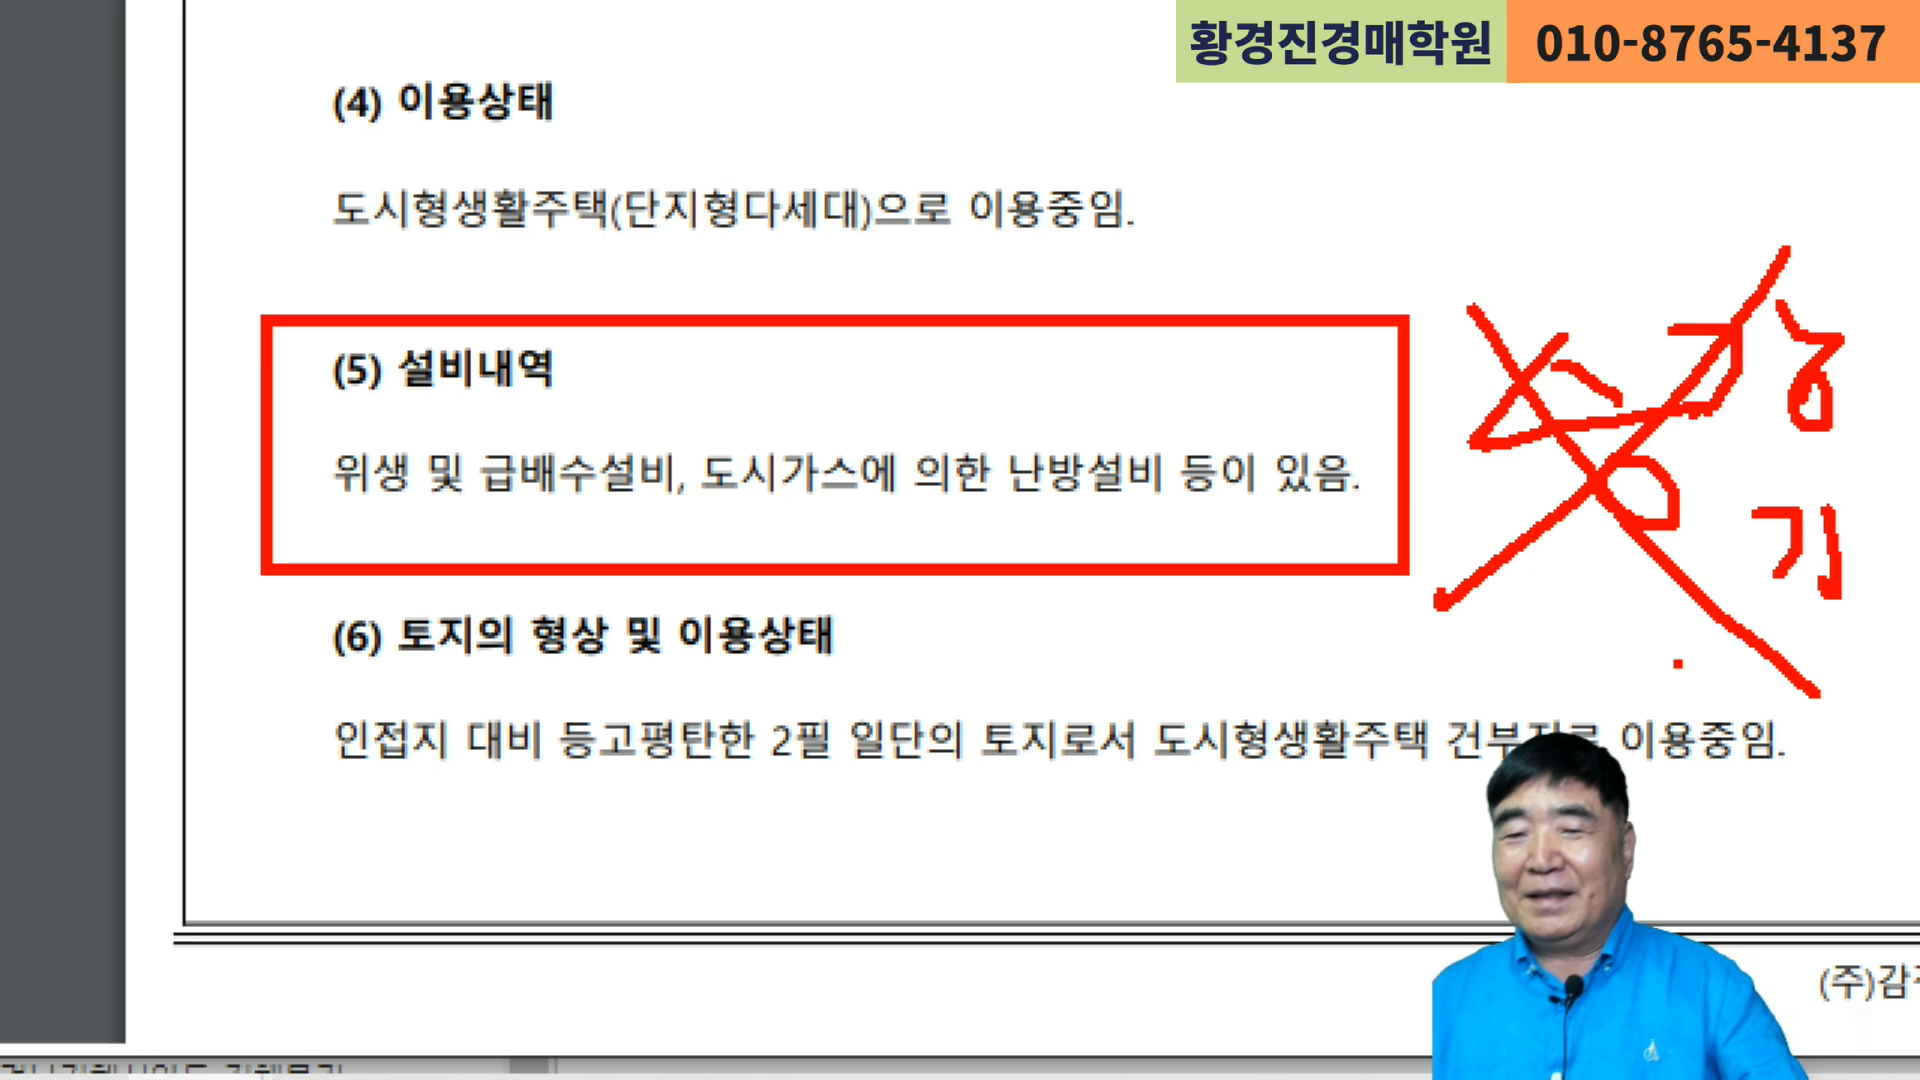 황경진경매학원 010-8765-4137
(4) 이용상태
도시형생활주택(단지형다세대)으로 이용중임.
(5) 설비내역
위생 및 급배수설비, 도시가스에 의한 난방설비 등이 있음.
(6) 토지의 형상 및 이용상태
인접지 대비 등고평탄한 2필 일단의 토지로서 도시형생활주택 이용중임.
(주)감